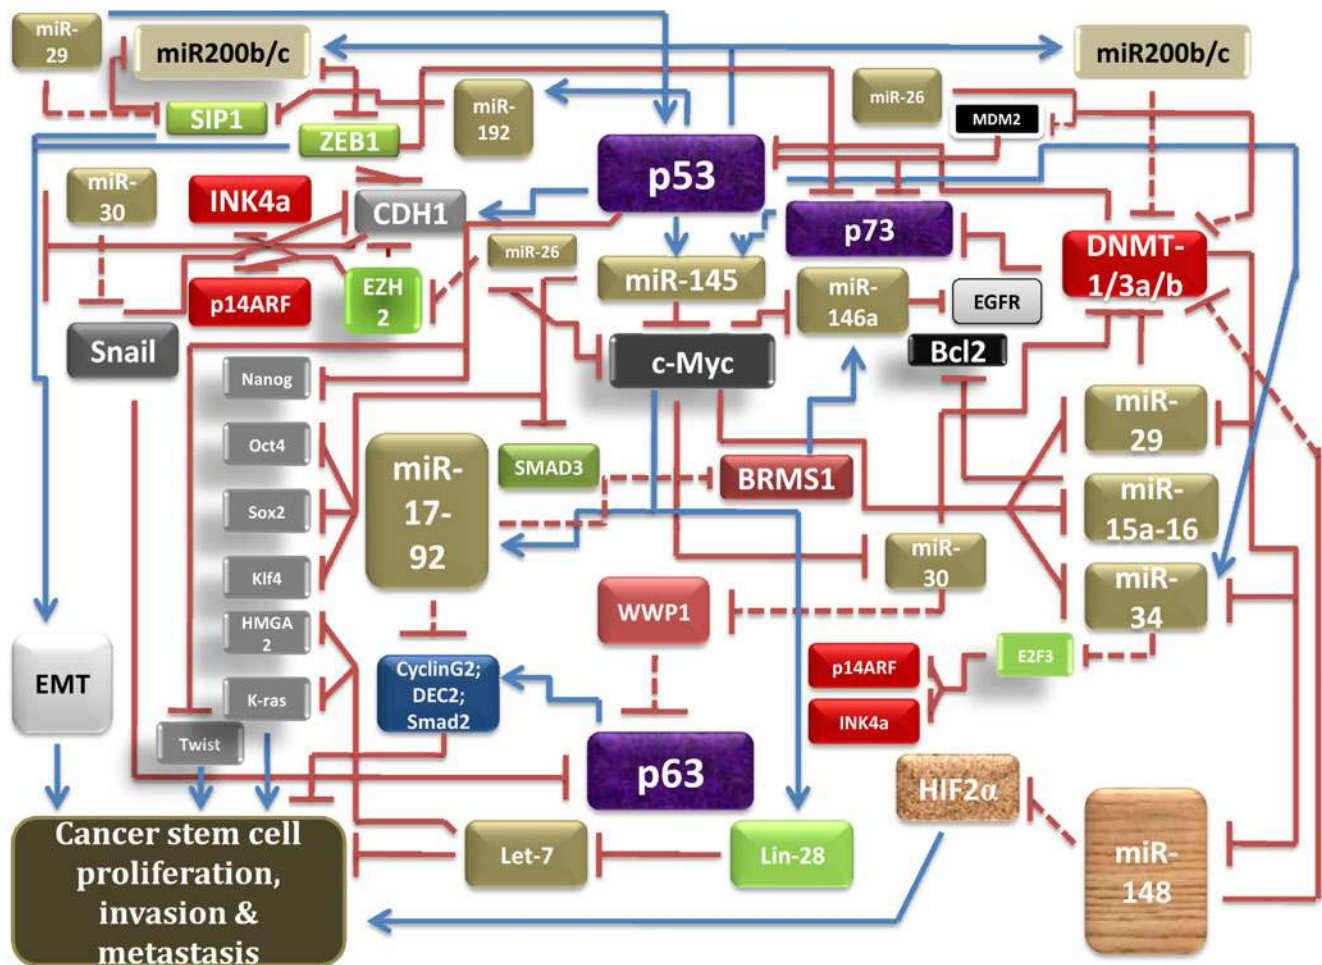 miR-
29
miR200b/c
miR200b/c
SIP1
ZEB1
miR-
192
miR-26
MDM2
p53
miR-
30
INK4a
CDH1
p73
DNMT-
1/3a/b
miR-26
miR-145
p14ARF
EZH
2
miR-
146a
EGFR
Snail
c-Myc
Bcl2
Nanog
miR-
29
Oct4
miR-
17-
92
SMAD3
BRMS1
miR-
15a-16
Sox2
Klf4
miR-
30
miR-
34
HMGA
2
WWP1
E2F3
p14ARF
EMT
K-ras
CyclinG2;
DEC2;
Smad2
INK4a
Twist
p63
HIF2α
Cancer stem cell
proliferation,
invasion &
metastasis
Let-7
Lin-28
miR-
148